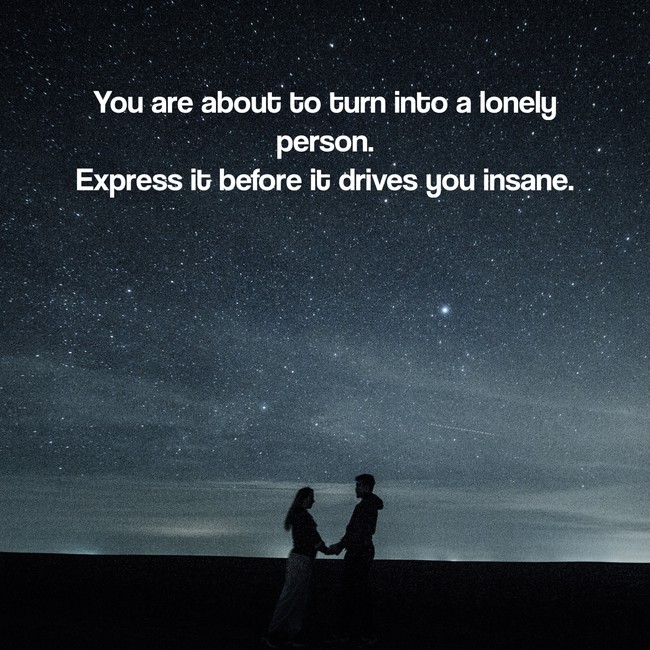 You are about to turn into a lonely
person.
Express it before it drives you insane.